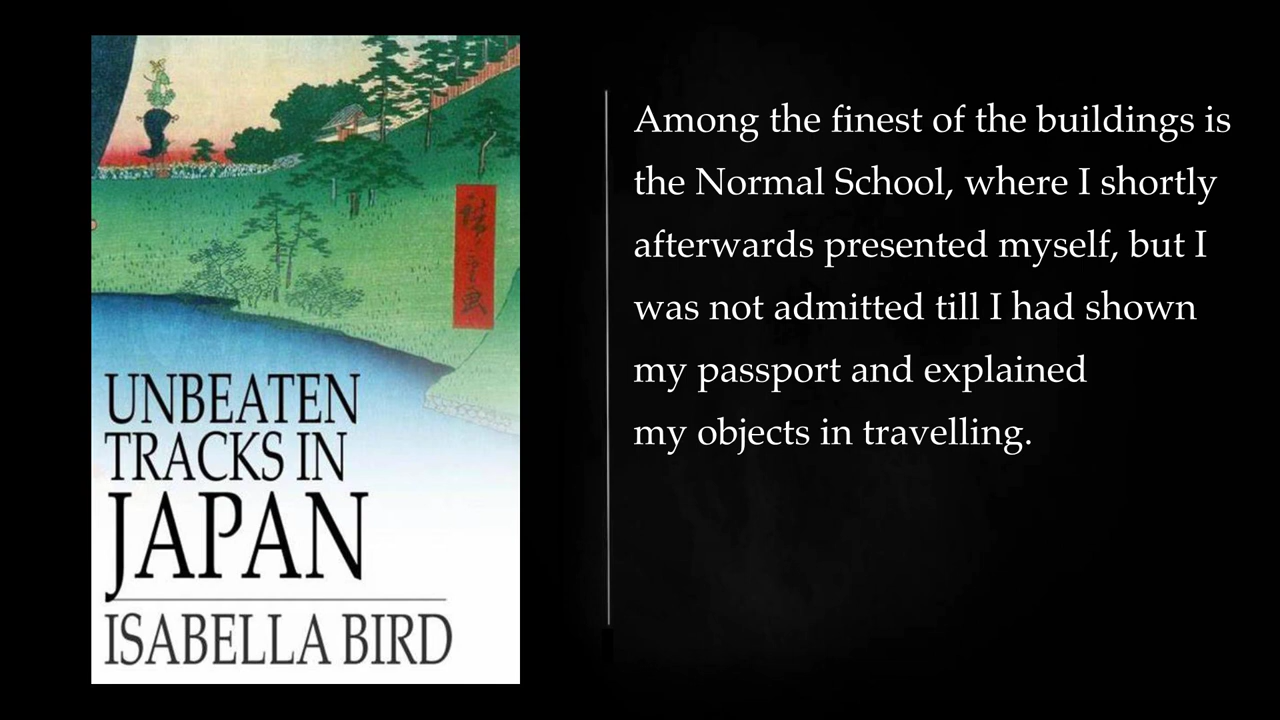 UNBEATEN
TRACKS IN
JAPAN
ISABELLA BIRD
Among the finest of the buildings is
the Normal School, where I shortly
afterwards presented myself, but I
was not admitted till I had shown
my passport and explained
my objects in travelling.